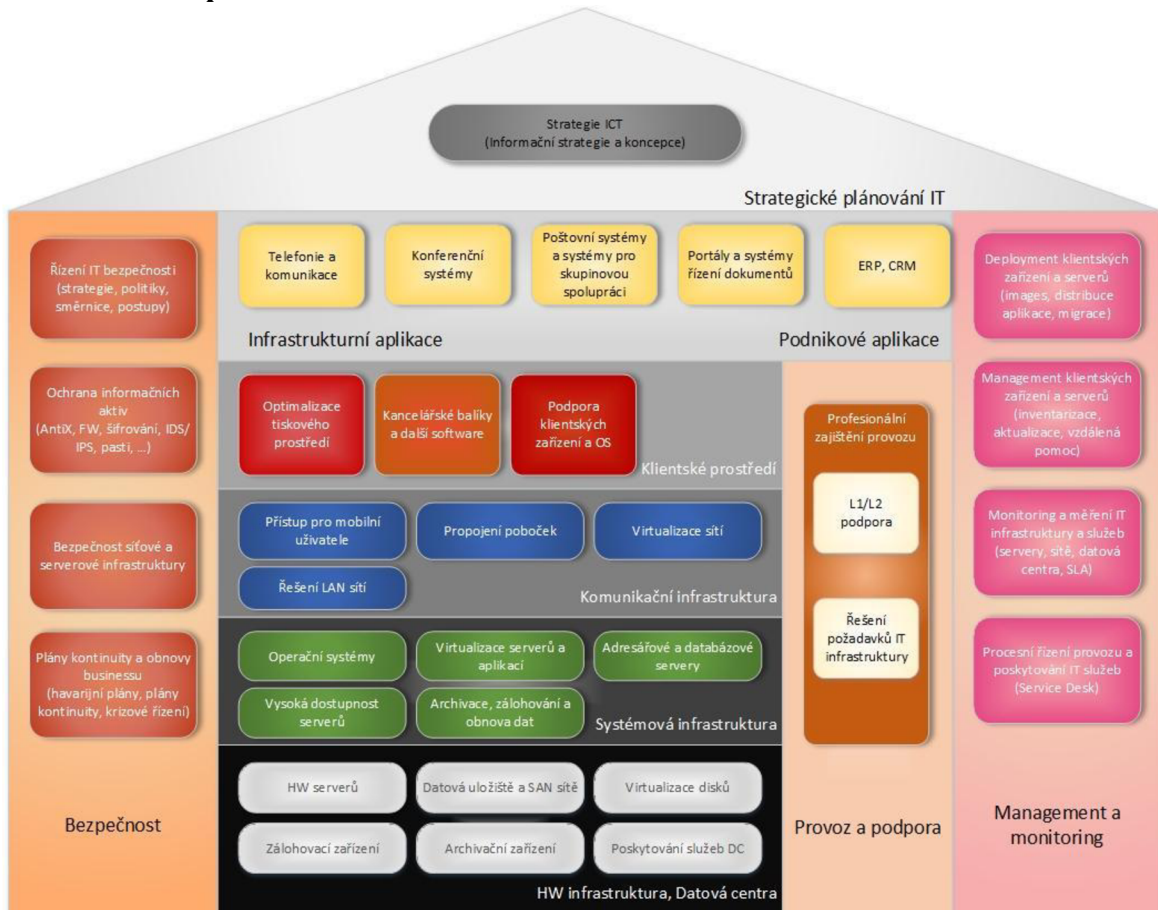 Strategie ICT
(Informační strategie a koncepce)
Strategické plánování IT
Řízení IT bezpečnosti
(strategie, politiky,
směrnice, postupy)
Ochrana informačních
aktiv
(AntiX, FW, šifrování, IDS/
IPS, pasti, ...)
Bezpečnost síťové a
serverové infrastruktury
Plány kontinuity a obnovy
businessu
(havarijní plány, plány
kontinuity, krizové řízení)
Bezpečnost
Telefonie a
komunikace
Konferenční
systémy
Poštovní systémy
a systémy pro
skupinovou
spolupráci
Portály a systémy
řízení dokumentů
ERP, CRM
Infrastrukturní aplikace
Podnikové aplikace
Optimalizace
tiskového
prostředí
Kancelářské balíky
a další software
Podpora
klientských
zařízení a OS
Klientské prostředí
Přístup pro mobilní
uživatele
Propojení poboček
Virtualizace sítí
Řešení LAN sítí
Komunikační infrastruktura
Operační systémy
Virtualizace serverů a
aplikací
Adresářové a databázové
servery
Vysoká dostupnost
serverů
Archivace, zálohování a
obnova dat
Systémová infrastruktura
HW serverů
Datová uložiště a SAN sítě
Virtualizace disků
Zálohovací zařízení
Archivační zařízení
Poskytování služeb DC
HW infrastruktura, Datová centra
Profesionální
zajištění provozu
L1/L2
podpora
Řešení
požadavků IT
infrastruktury
Provoz a podpora
Deployment klientských
zařízení a serverů
(images, distribuce
aplikace, migrace)
Management klientských
zařízení a serverů
(inventarizace,
aktualizace, vzdálená
pomoc)
Monitoring a měření IT
infrastruktury a služeb
(servery, sítě, datová
centra, SLA)
Procesní řízení provozu a
poskytování IT služeb
(Service Desk)
Management a
monitoring